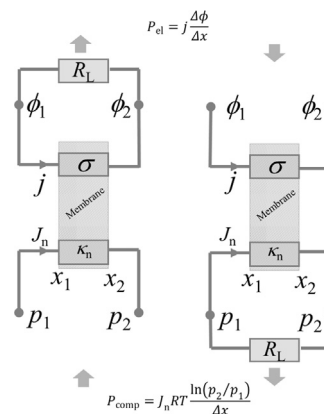 P_el = j Δϕ/Δx
R_L
ϕ_1 ϕ_2 ϕ_1 ϕ_2
σ σ
j j
Membrane Membrane
J_n J_n
κ_n κ_n
x_1 x_2 x_1 x_2
p_1 p_2 p_1 p_2
R_L
P_comp = J_n RT ln(p_2/p_1)/Δx